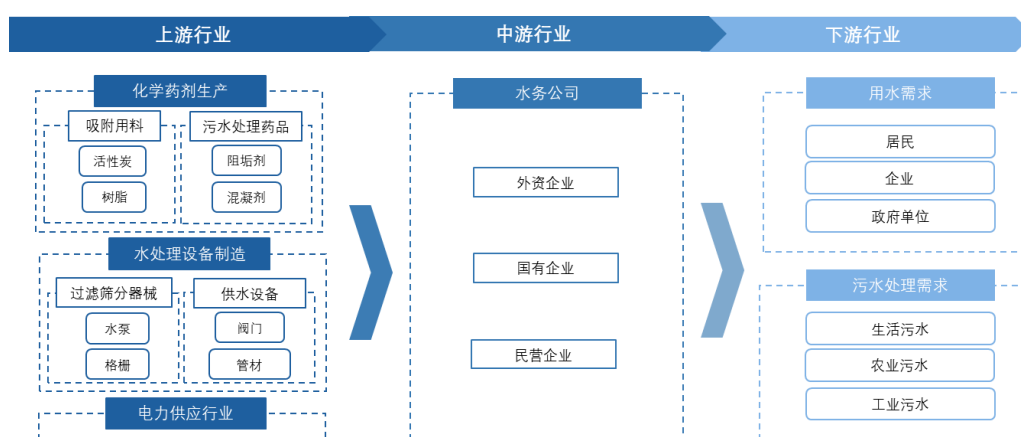 上游行业
中游行业
下游行业
化学药剂生产
吸附用料
污水处理药品
活性炭
阻垢剂
树脂
混凝剂
水处理设备制造
过滤筛分器械
供水设备
水泵
阀门
格栅
管材
电力供应行业
水务公司
外资企业
国有企业
民营企业
用水需求
居民
企业
政府单位
污水处理需求
生活污水
农业污水
工业污水